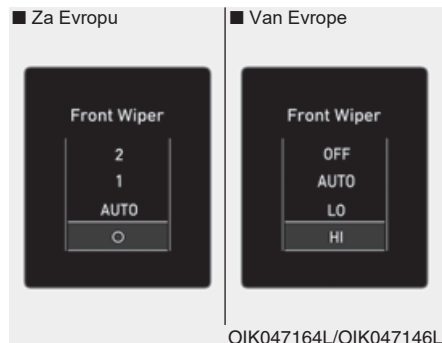 ■ Za Evropu
Front Wiper
2
1
AUTO
O
■ Van Evrope
Front Wiper
OFF
AUTO
LO
HI
OIK047164L/OIK047146L